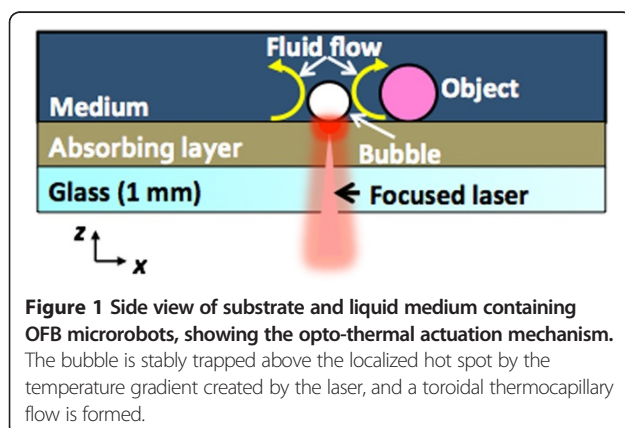 Fluid flow
Object
Medium
Bubble
Absorbing layer
Glass (1 mm)
Focused laser
z
x
Figure 1 Side view of substrate and liquid medium containing
OFB microrobots, showing the opto-thermal actuation mechanism.
The bubble is stably trapped above the localized hot spot by the
temperature gradient created by the laser, and a toroidal thermocapillary
flow is formed.